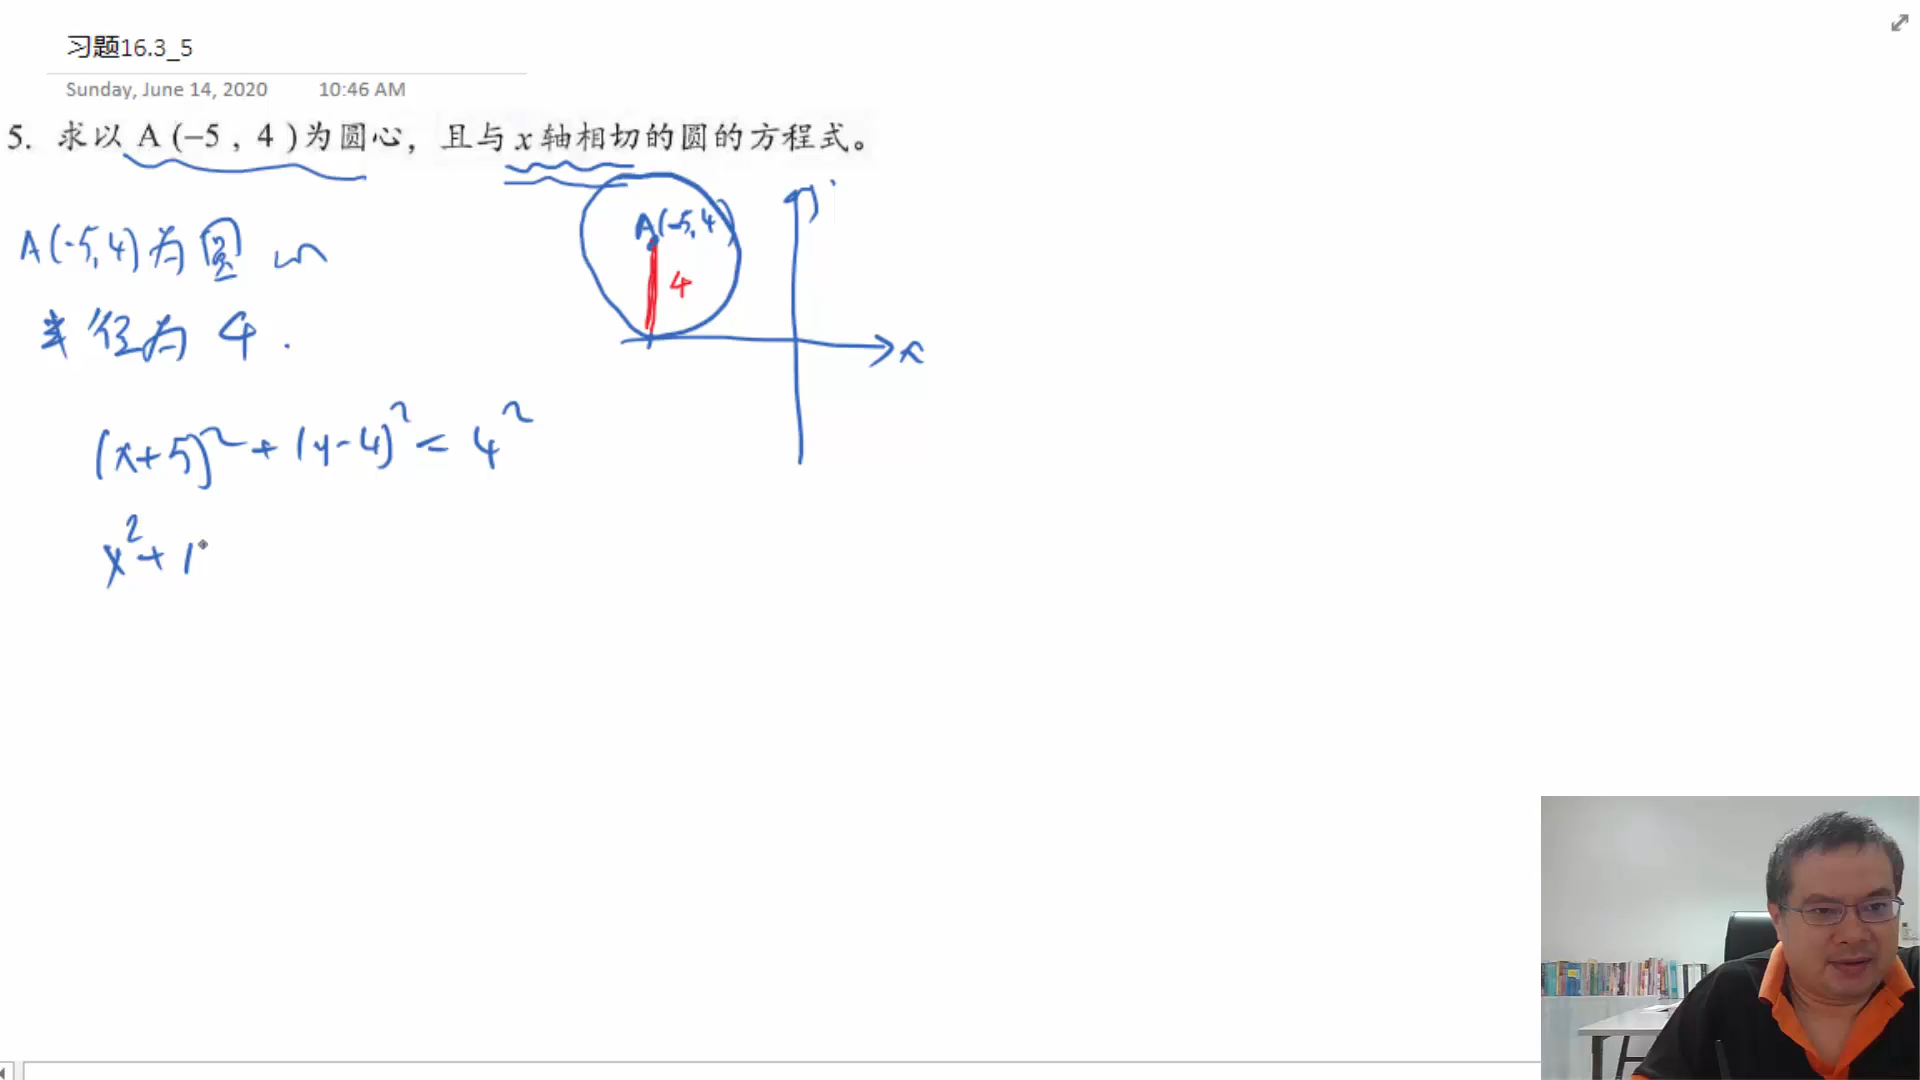 习题16.3_5
Sunday, June 14, 2020 10:46 AM
5. 求以 A (−5 , 4 ) 为圆心，且与 x 轴相切的圆的方程式。
A(-5,4)
4
y
x
A(-5,4)为圆心
半径为 4.
(x+5)²+(y-4)²=4²
x²+1